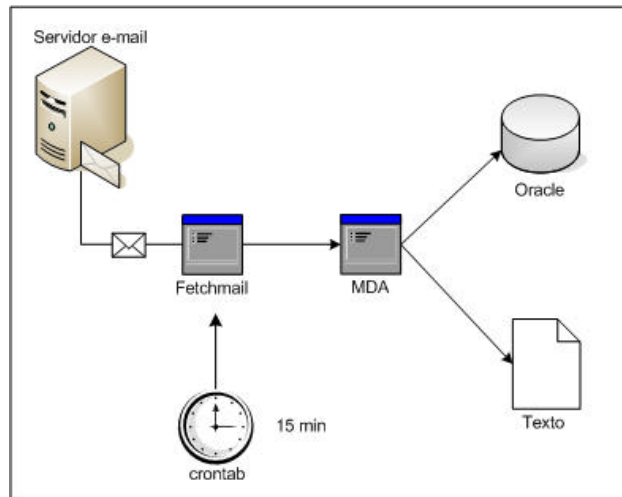 Servidor e-mail
Oracle
Fetchmail
MDA
15 min
Texto
crontab